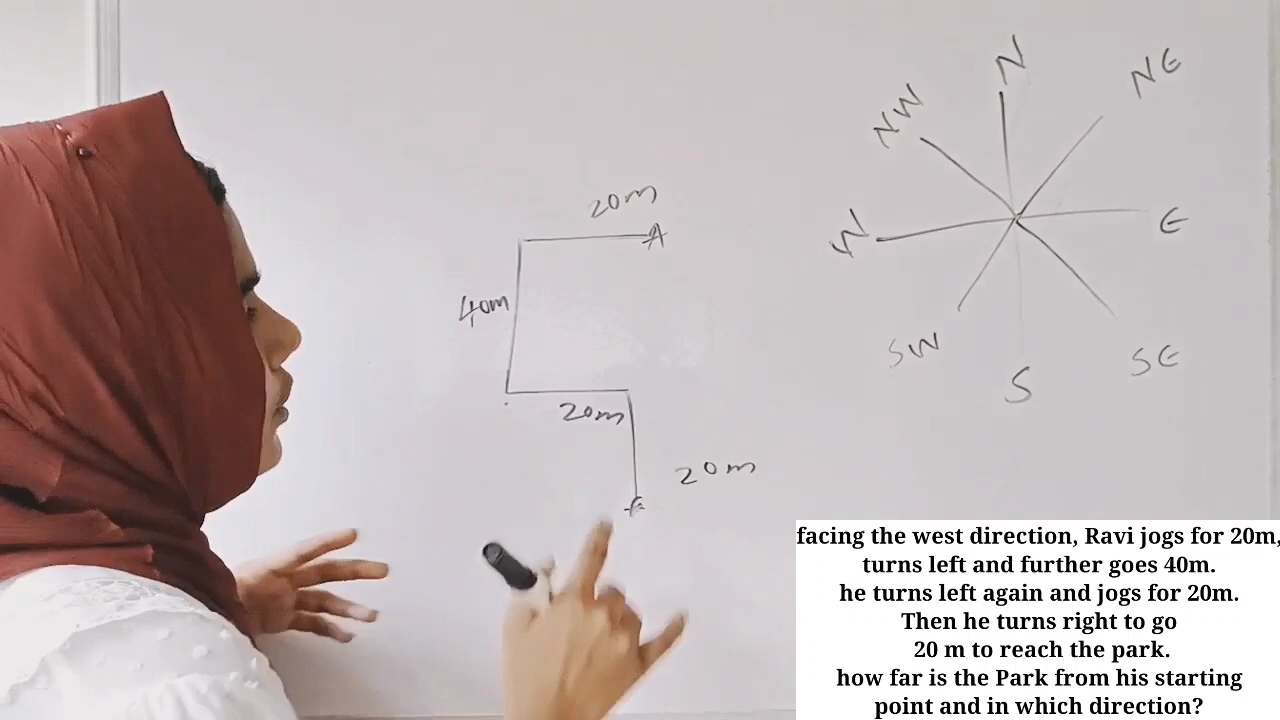 N
NE
NW
20m
A
W
E
40m
SW
SE
S
20m
20m
facing the west direction, Ravi jogs for 20m,
turns left and further goes 40m.
he turns left again and jogs for 20m.
Then he turns right to go
20 m to reach the park.
how far is the Park from his starting
point and in which direction?